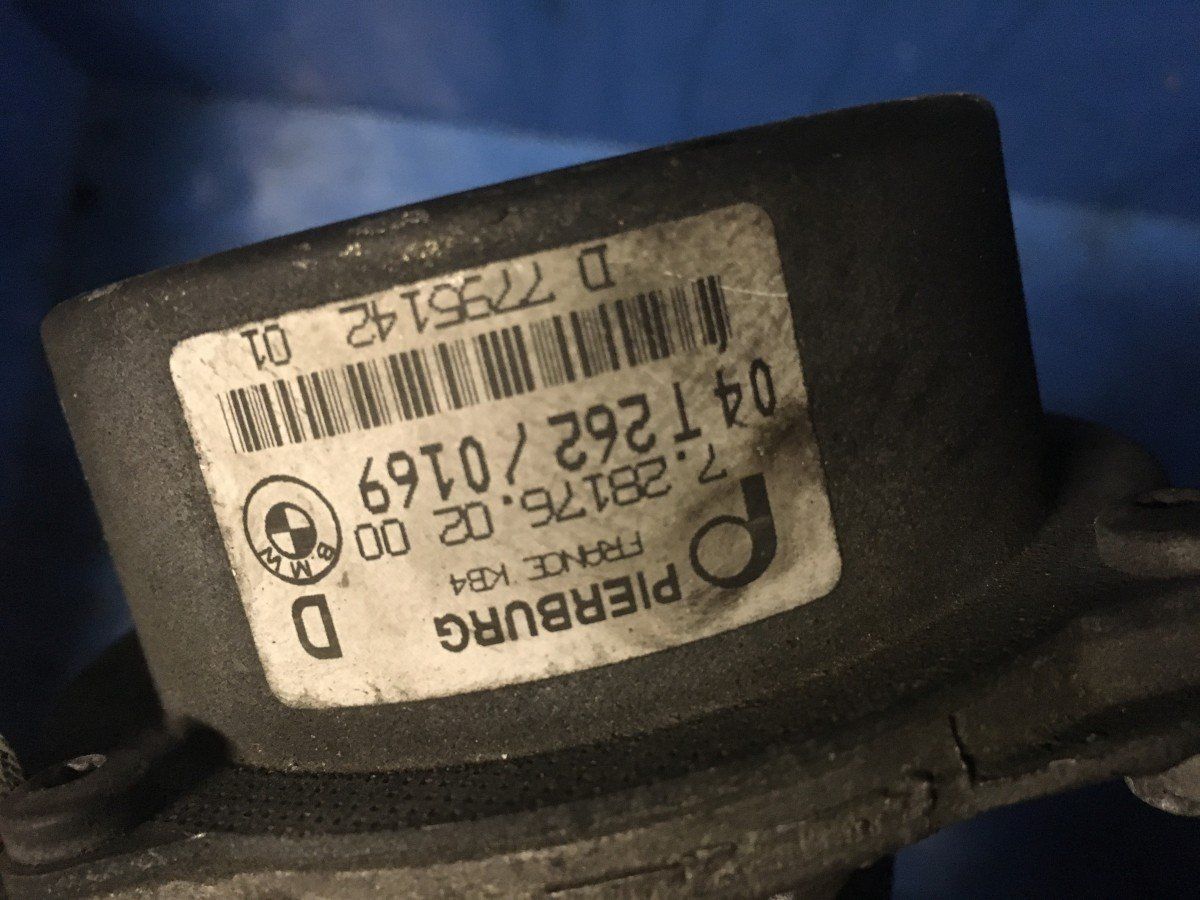 PIERBURG D
FRANCE KB4
7.28176.02 00
BMW
04 T 262 / 0169
D 7795142 01